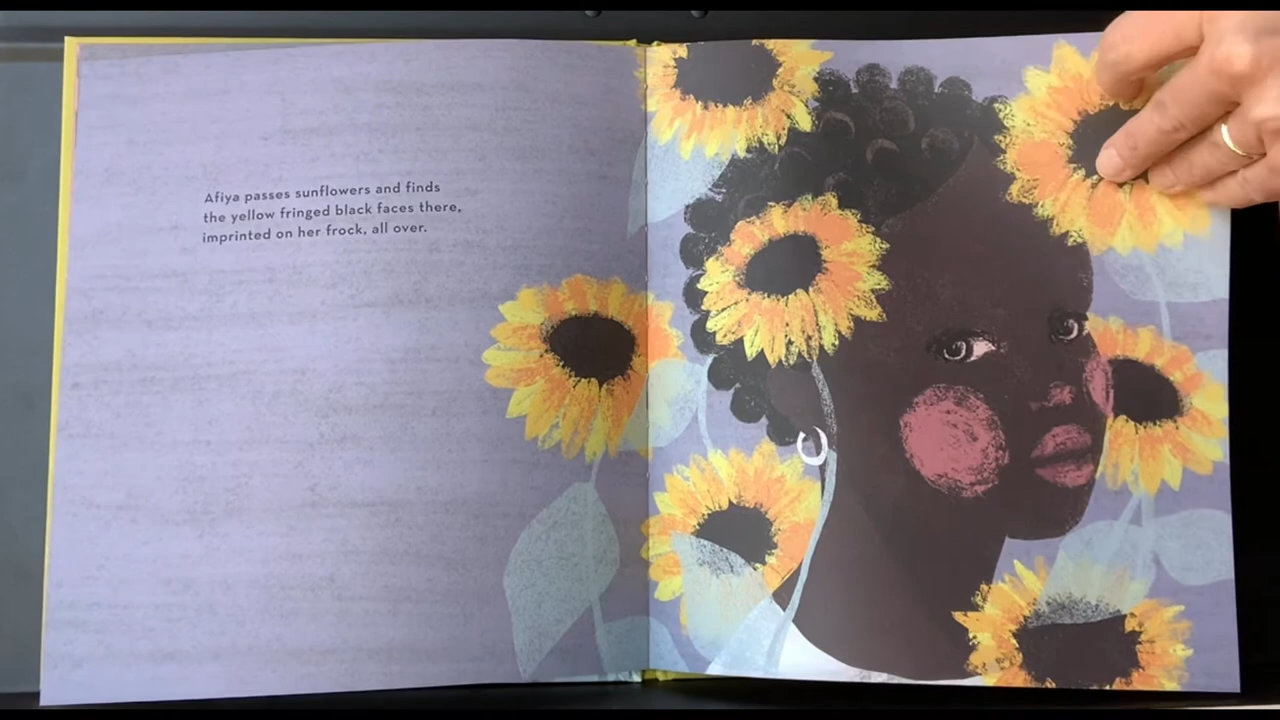 Afiya passes sunflowers and finds
the yellow fringed black faces there,
imprinted on her frock, all over.